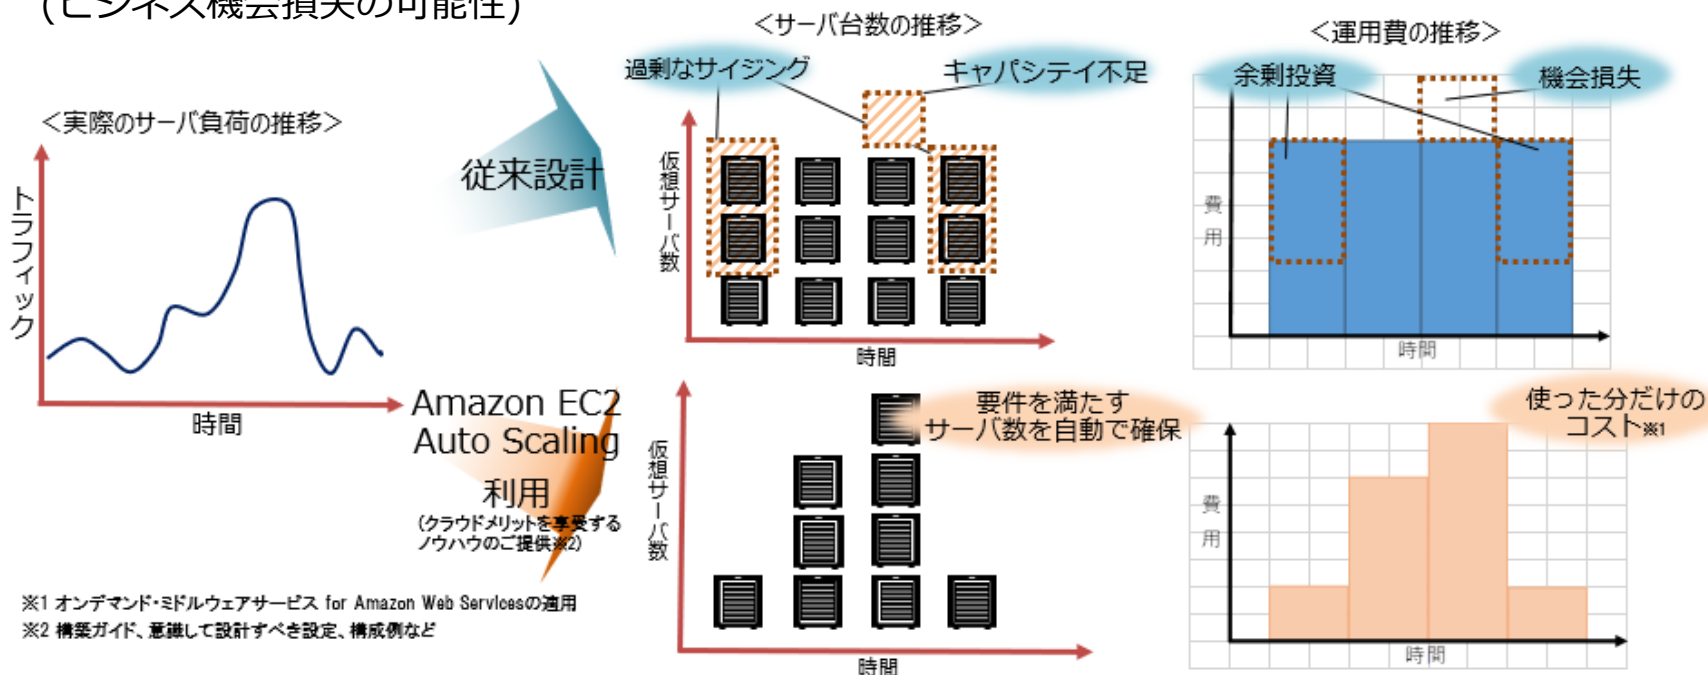 (ビジネス機会損失の可能性)
＜サーバ台数の推移＞
＜運用費の推移＞
過剰なサイジング
キャパシテイ不足
余剰投資
機会損失
＜実際のサーバ負荷の推移＞
従来設計
トラフィック
時間
仮想サーバ数
時間
費用
時間
Amazon EC2
Auto Scaling
利用
(クラウドメリットを享受する
ノウハウのご提供※2)
要件を満たす
サーバ数を自動で確保
使った分だけの
コスト※1
仮想サーバ数
時間
費用
時間
※1 オンデマンド・ミドルウェアサービス for Amazon Web Servicesの適用
※2 構築ガイド、意識して設計すべき設定、構成例など